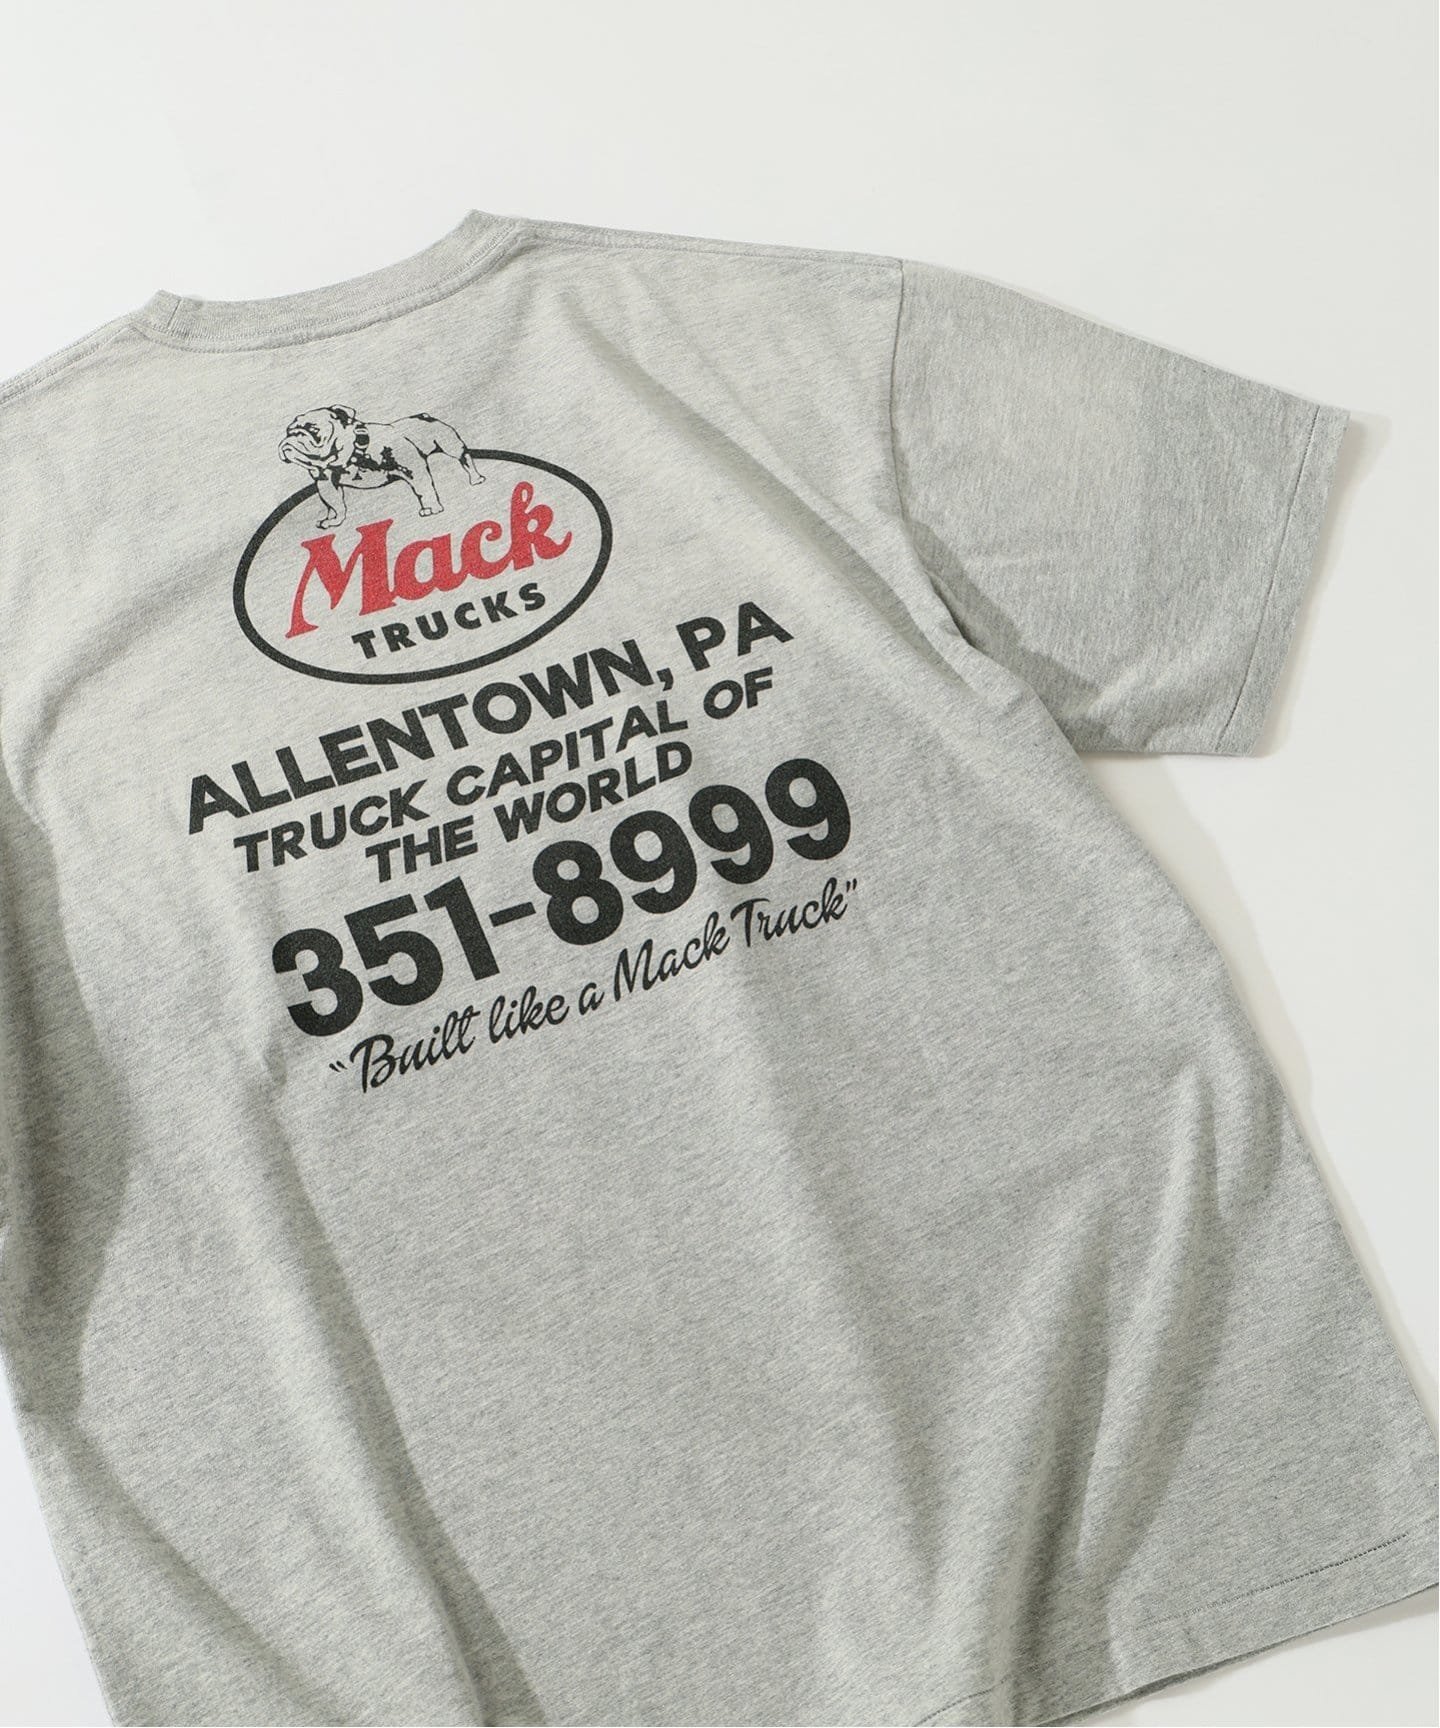 Mack
TRUCKS
ALLENTOWN, PA
TRUCK CAPITAL OF
THE WORLD
351-8999
"Built like a Mack Truck"